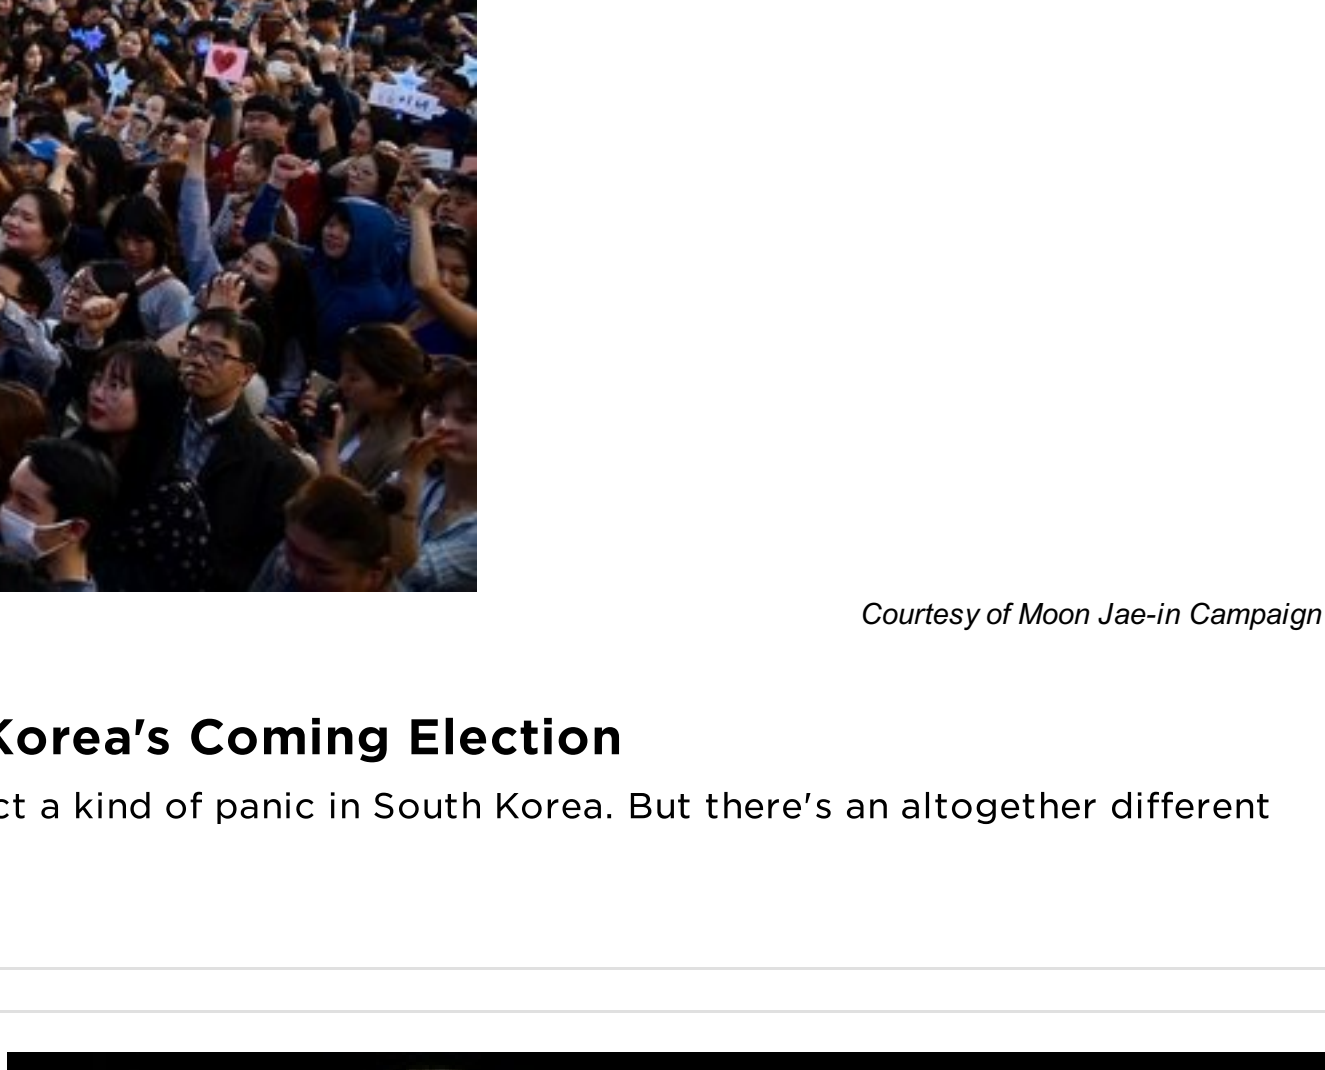 Courtesy of Moon Jae-in Campaign
Korea's Coming Election
ct a kind of panic in South Korea. But there's an altogether different